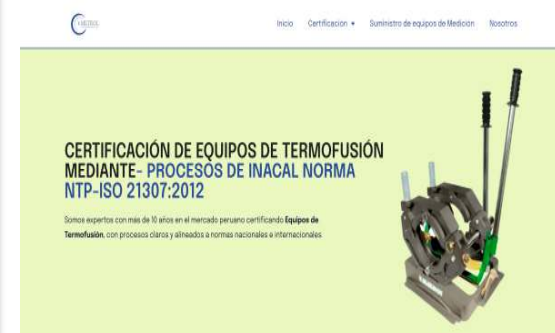 Inicio Certificación Suministro de equipos de Medición Nosotros
CERTIFICACIÓN DE EQUIPOS DE TERMOFUSIÓN
MEDIANTE- PROCESOS DE INACAL NORMA
NTP-ISO 21307:2012
Somos expertos con más de 10 años en el mercado peruano certificando Equipos de
Termofusión, con procesos claros y alineados a normas nacionales e internacionales